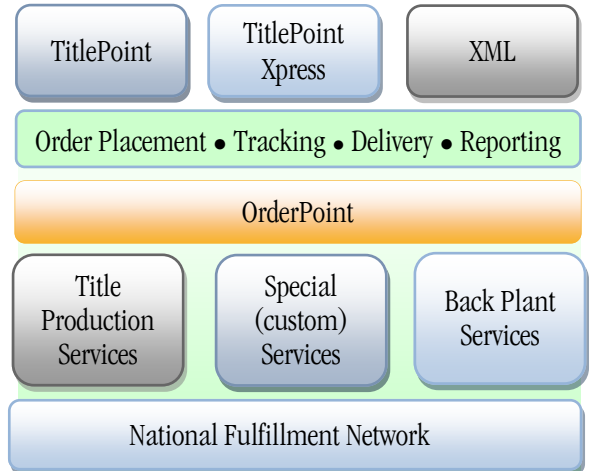 TitlePoint
TitlePoint
Xpress
XML
Order Placement • Tracking • Delivery • Reporting
OrderPoint
Title
Production
Services
Special
(custom)
Services
Back Plant
Services
National Fulfillment Network